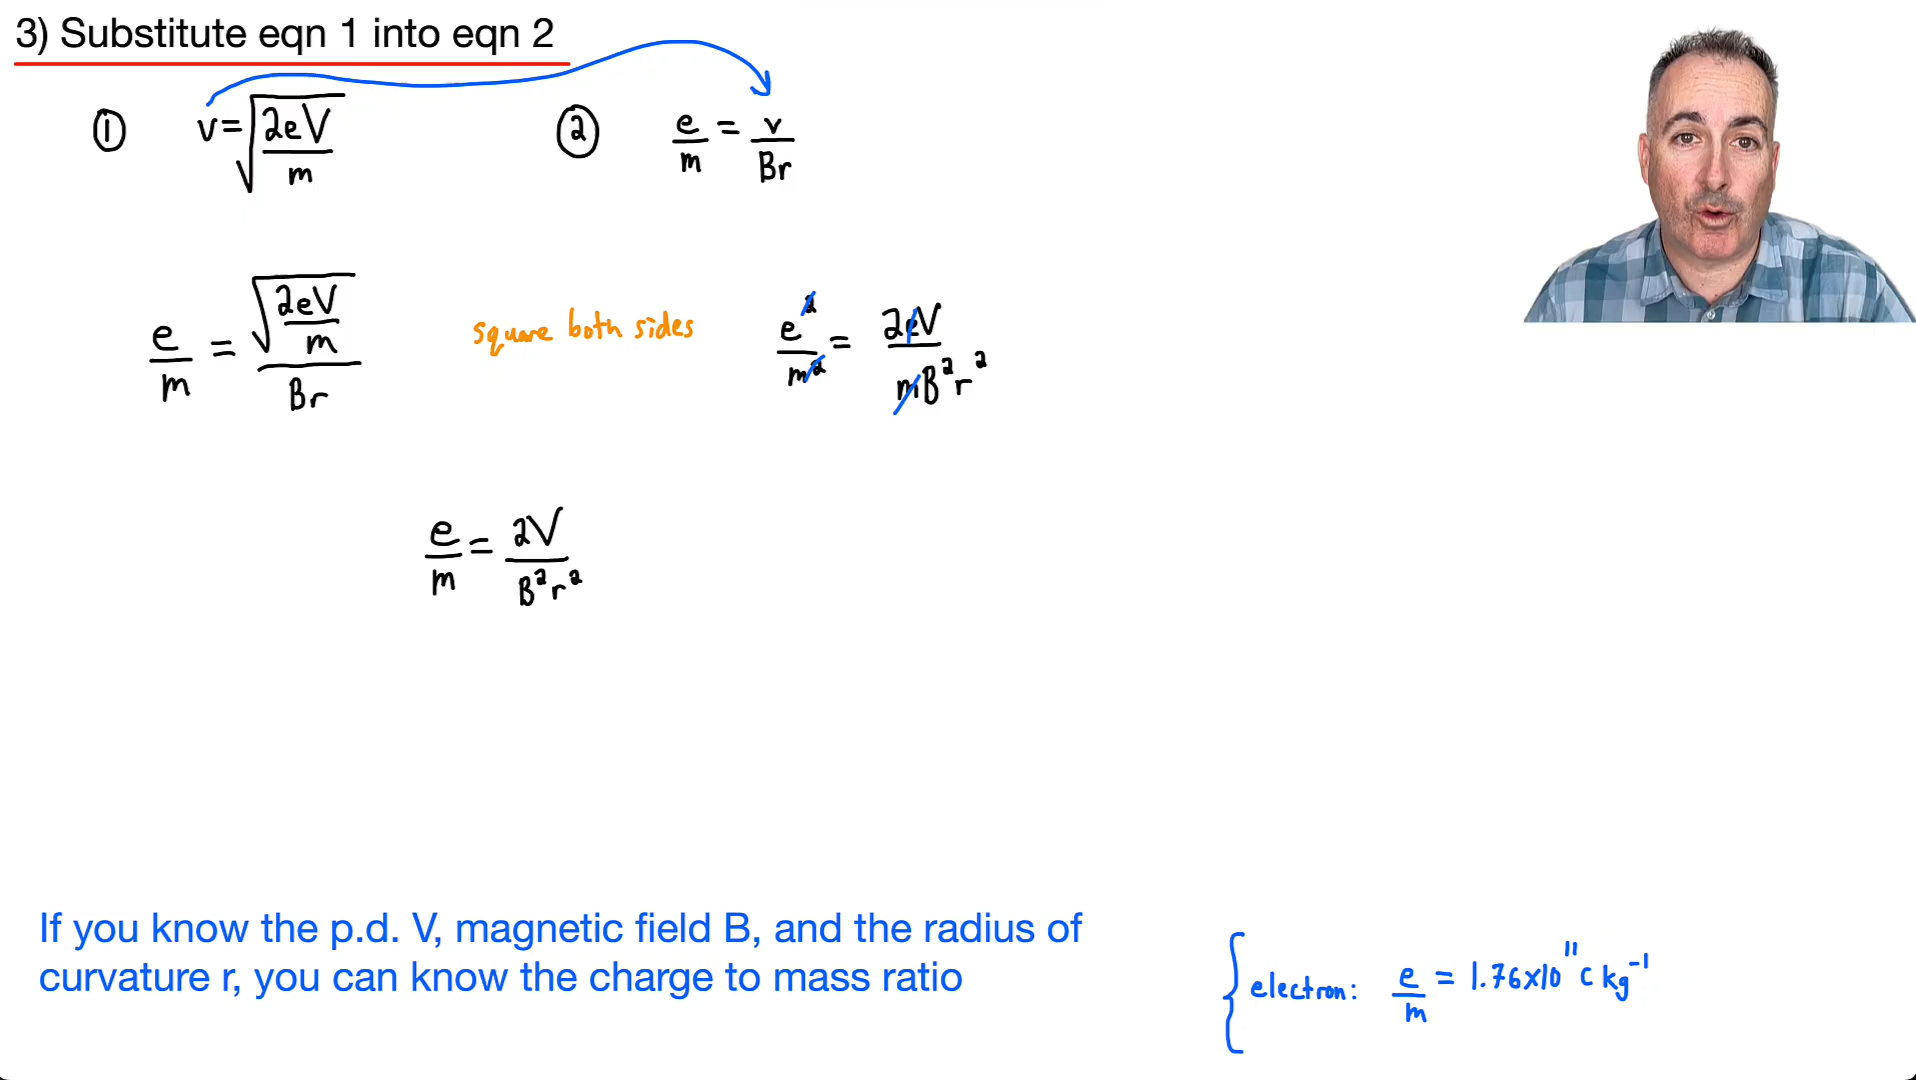 3) Substitute eqn 1 into eqn 2
① v = √(2eV/m) ② e/m = v/Br
e/m = √(2eV/m)/Br square both sides e²/m² = 2eV/mB²r²
e/m = 2V/B²r²
If you know the p.d. V, magnetic field B, and the radius of
curvature r, you can know the charge to mass ratio
electron: e/m = 1.76×10¹¹ C kg⁻¹